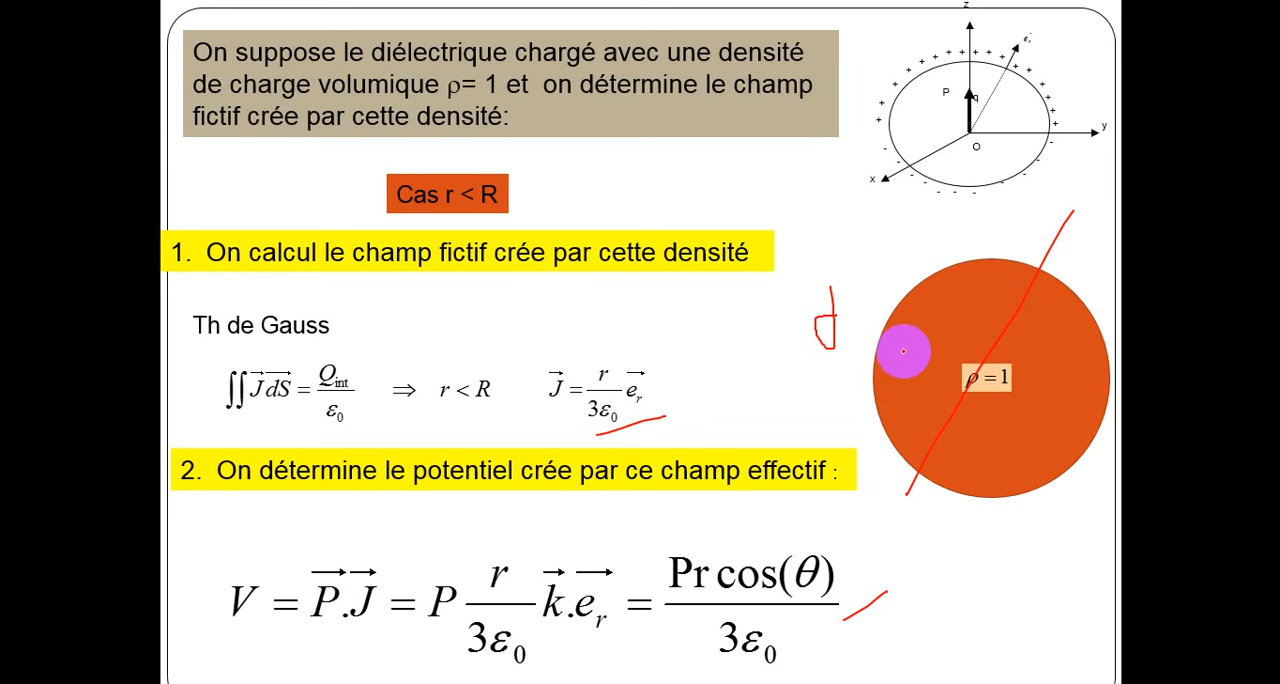 On suppose le diélectrique chargé avec une densité
de charge volumique ρ= 1 et on détermine le champ
fictif crée par cette densité:
z
e_r
+ + + + + + + + + + + + + + + +
P
q
y
O
x
- - - - - - - - - -
Cas r < R
1. On calcul le champ fictif crée par cette densité
Th de Gauss
∬ J⃗ dS⃗ = Q_int / ε₀ ⇒ r < R J⃗ = r / 3ε₀ e⃗_r
d
ρ = 1
2. On détermine le potentiel crée par ce champ effectif :
V = P⃗.J⃗ = P r / 3ε₀ k⃗.e⃗_r = Pr cos(θ) / 3ε₀